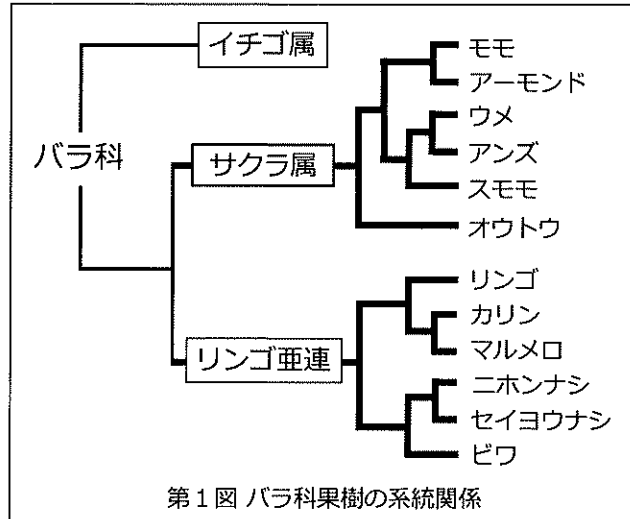 イチゴ属
バラ科
サクラ属
モモ
アーモンド
ウメ
アンズ
スモモ
オウトウ
リンゴ亜連
リンゴ
カリン
マルメロ
ニホンナシ
セイヨウナシ
ビワ
第1図 バラ科果樹の系統関係